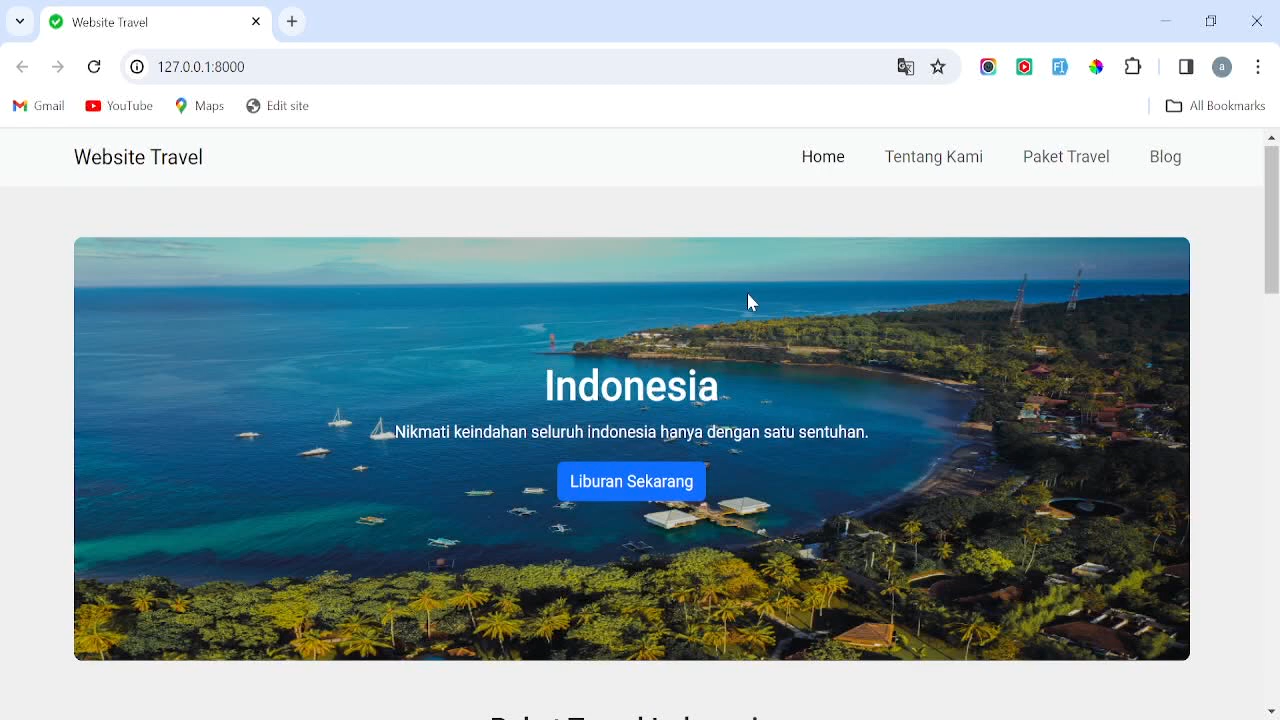 Website Travel
127.0.0.1:8000
a
Gmail YouTube Maps Edit site All Bookmarks
Website Travel Home Tentang Kami Paket Travel Blog
Indonesia
Nikmati keindahan seluruh indonesia hanya dengan satu sentuhan.
Liburan Sekarang